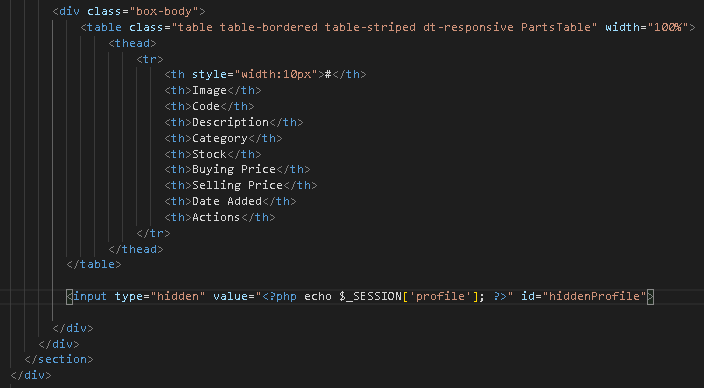 <div class="box-body">
<table class="table table-bordered table-striped dt-responsive PartsTable" width="100%">
<thead>
<tr>
<th style="width:10px">#</th>
<th>Image</th>
<th>Code</th>
<th>Description</th>
<th>Category</th>
<th>Stock</th>
<th>Buying Price</th>
<th>Selling Price</th>
<th>Date Added</th>
<th>Actions</th>
</tr>
</thead>
</table>
<input type="hidden" value="<?php echo $_SESSION['profile']; ?>" id="hiddenProfile">
</div>
</div>
</section>
</div>